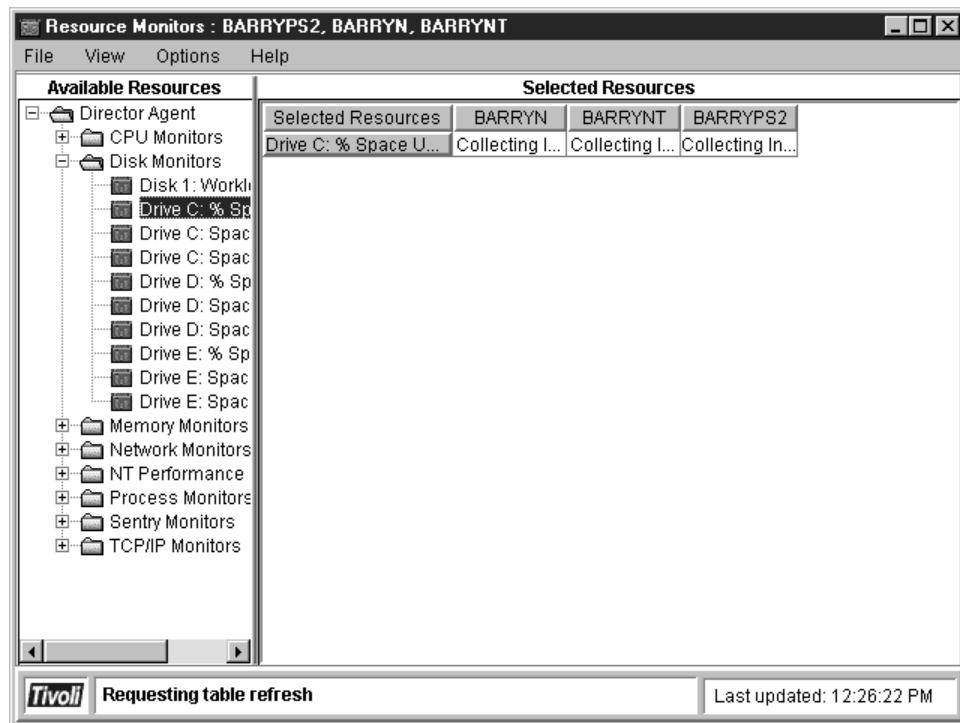 Resource Monitors : BARRYPS2, BARRYN, BARRYNT
File View Options Help
Available Resources
Selected Resources
Director Agent
CPU Monitors
Disk Monitors
Disk 1: Workl
Drive C: % Sp
Drive C: Spac
Drive C: Spac
Drive D: % Sp
Drive D: Spac
Drive D: Spac
Drive E: % Sp
Drive E: Spac
Drive E: Spac
Memory Monitors
Network Monitors
NT Performance
Process Monitors
Sentry Monitors
TCP/IP Monitors
Selected Resources BARRYN BARRYNT BARRYPS2
Drive C: % Space U... Collecting I... Collecting I... Collecting In...
Tivoli Requesting table refresh Last updated: 12:26:22 PM